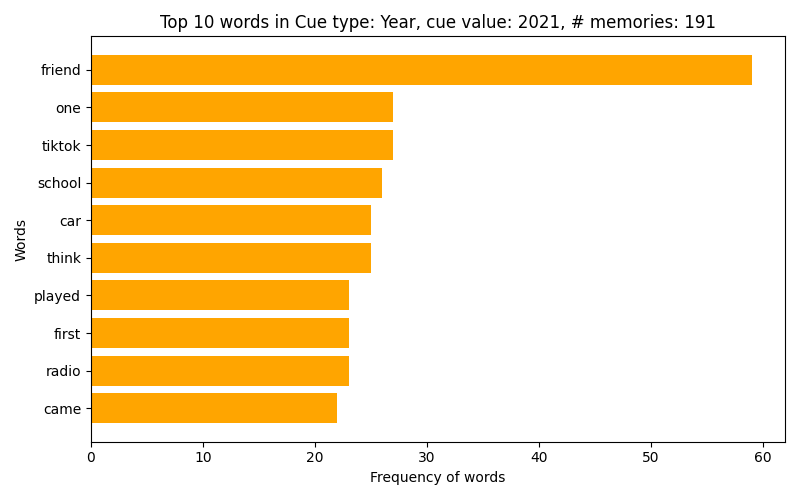 Top 10 words in Cue type: Year, cue value: 2021, # memories: 191
friend
one
tiktok
school
car
think
played
first
radio
came
Words
0 10 20 30 40 50 60
Frequency of words